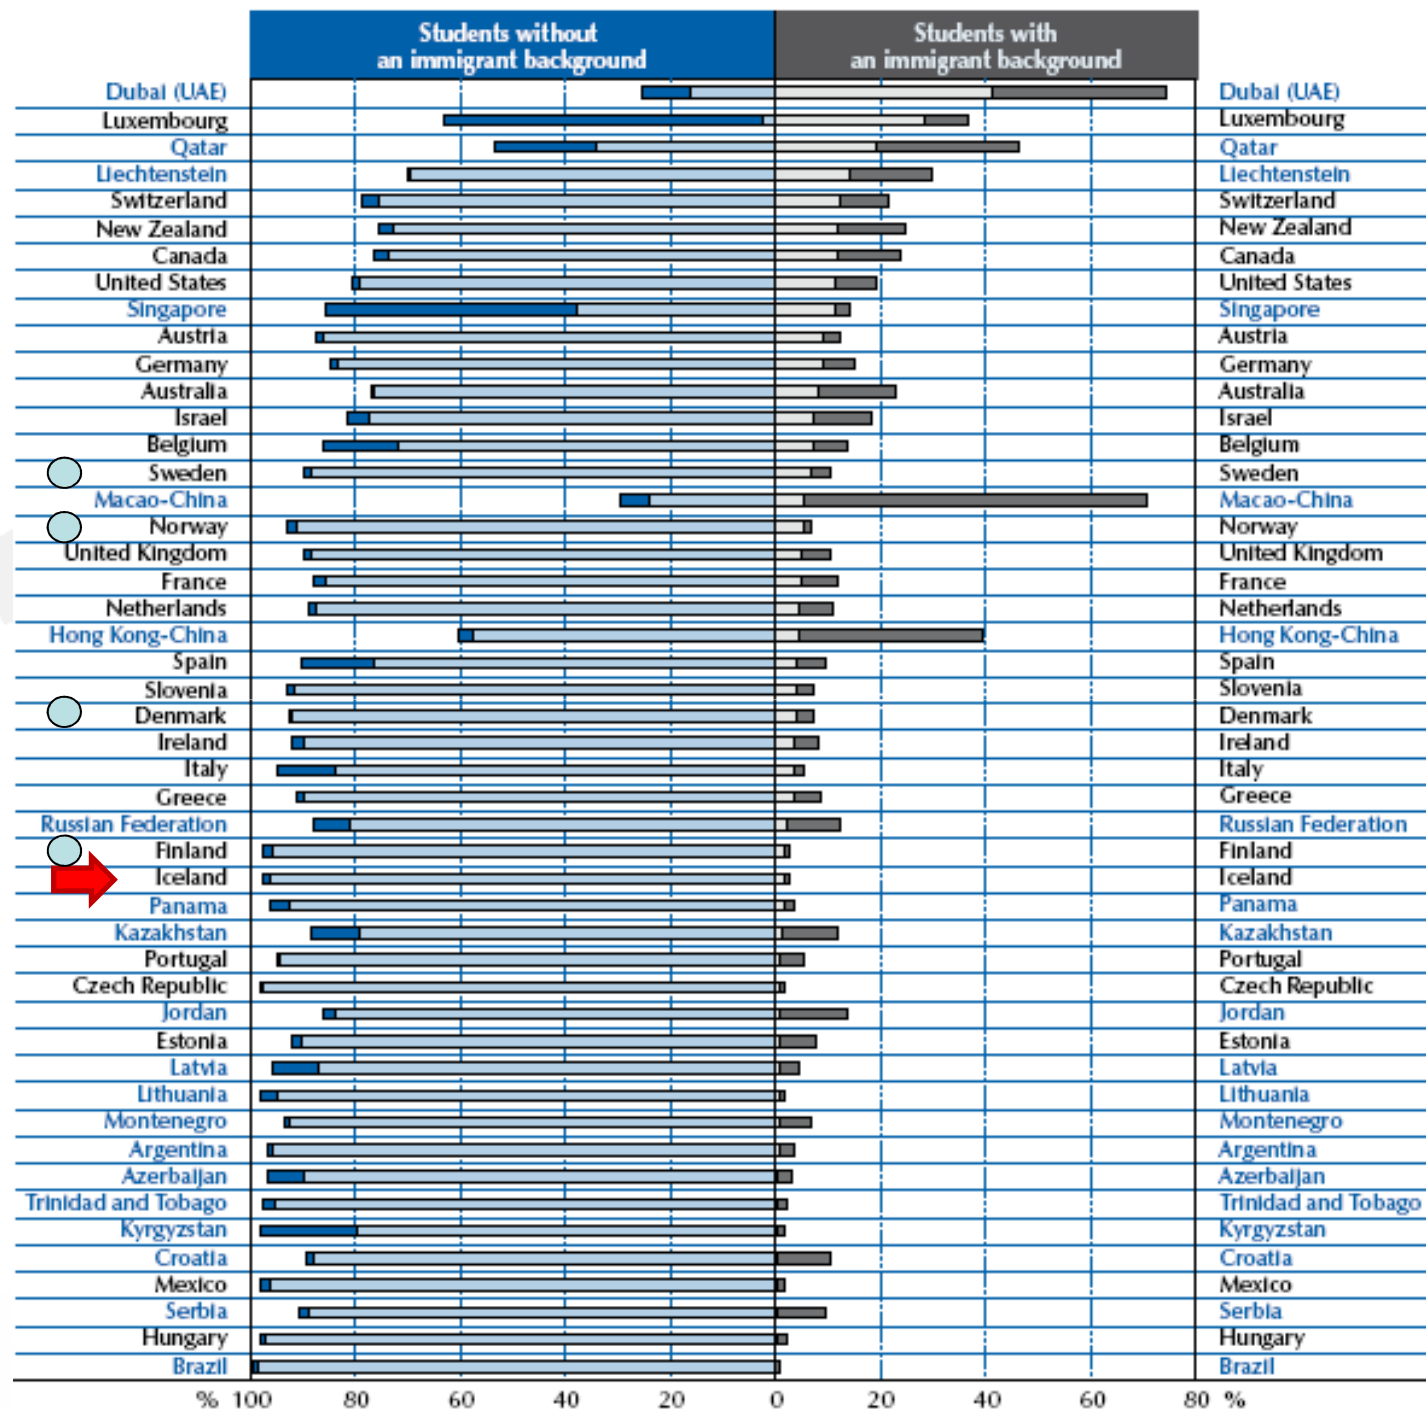 Students without
an immigrant background
Students with
an immigrant background
Dubai (UAE) Dubai (UAE)
Luxembourg Luxembourg
Qatar Qatar
Liechtenstein Liechtenstein
Switzerland Switzerland
New Zealand New Zealand
Canada Canada
United States United States
Singapore Singapore
Austria Austria
Germany Germany
Australia Australia
Israel Israel
Belgium Belgium
Sweden Sweden
Macao-China Macao-China
Norway Norway
United Kingdom United Kingdom
France France
Netherlands Netherlands
Hong Kong-China Hong Kong-China
Spain Spain
Slovenia Slovenia
Denmark Denmark
Ireland Ireland
Italy Italy
Greece Greece
Russian Federation Russian Federation
Finland Finland
Iceland Iceland
Panama Panama
Kazakhstan Kazakhstan
Portugal Portugal
Czech Republic Czech Republic
Jordan Jordan
Estonia Estonia
Latvia Latvia
Lithuania Lithuania
Montenegro Montenegro
Argentina Argentina
Azerbaijan Azerbaijan
Trinidad and Tobago Trinidad and Tobago
Kyrgyzstan Kyrgyzstan
Croatia Croatia
Mexico Mexico
Serbia Serbia
Hungary Hungary
Brazil Brazil
% 100 80 60 40 20 0 20 40 60 80 %